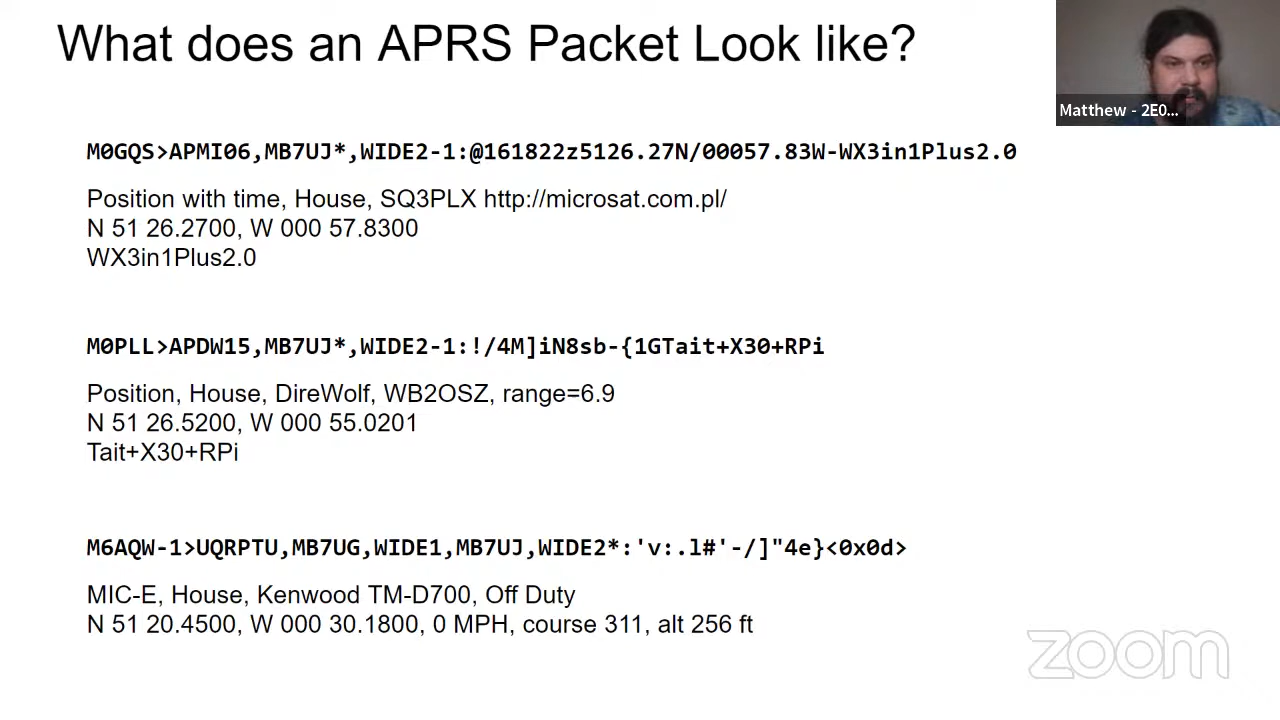 What does an APRS Packet Look like?
Matthew - 2E0...
M0GQS>APMI06,MB7UJ*,WIDE2-1:@161822z5126.27N/00057.83W-WX3in1Plus2.0
Position with time, House, SQ3PLX http://microsat.com.pl/
N 51 26.2700, W 000 57.8300
WX3in1Plus2.0
M0PLL>APDW15,MB7UJ*,WIDE2-1:!/4M]iN8sb-{1GTait+X30+RPi
Position, House, DireWolf, WB2OSZ, range=6.9
N 51 26.5200, W 000 55.0201
Tait+X30+RPi
M6AQW-1>UQRPTU,MB7UG,WIDE1,MB7UJ,WIDE2*:'v:.l#'-/]"4e}<0x0d>
MIC-E, House, Kenwood TM-D700, Off Duty
N 51 20.4500, W 000 30.1800, 0 MPH, course 311, alt 256 ft
zoom